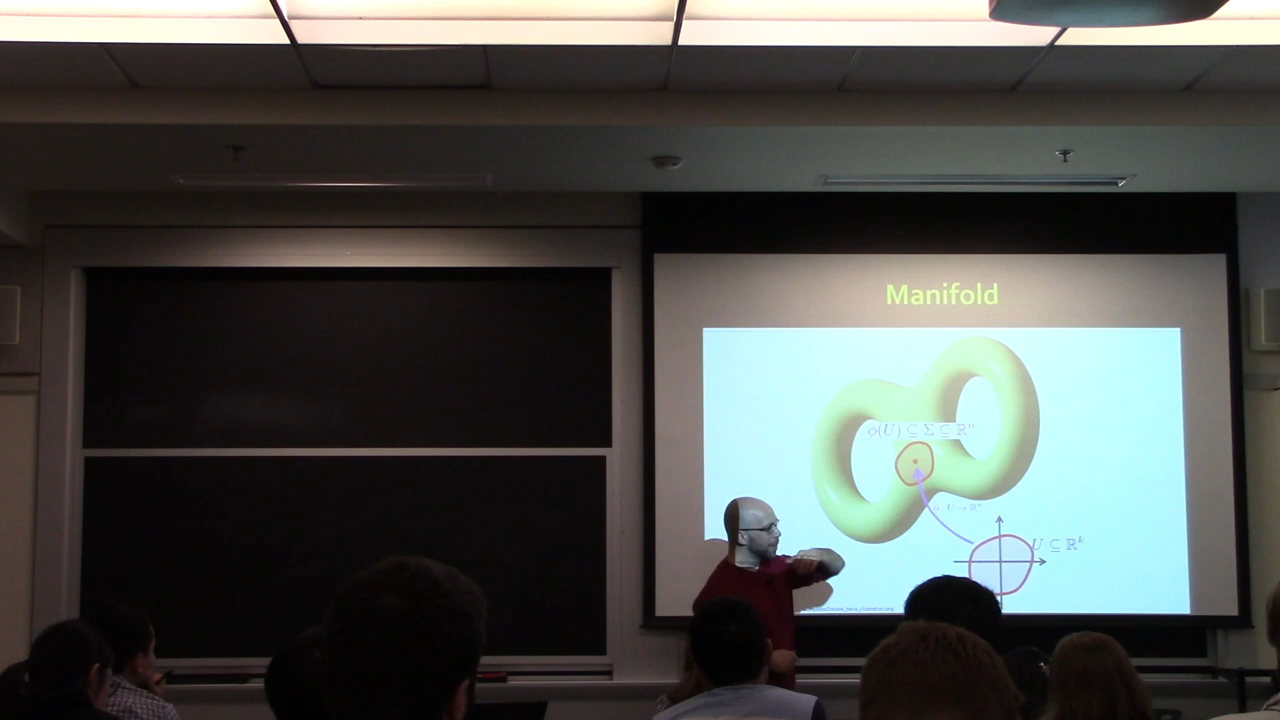 Manifold
ϕ(U) ⊆ Σ ⊆ ℝⁿ
ϕ : U → ℝⁿ
U ⊆ ℝᵏ